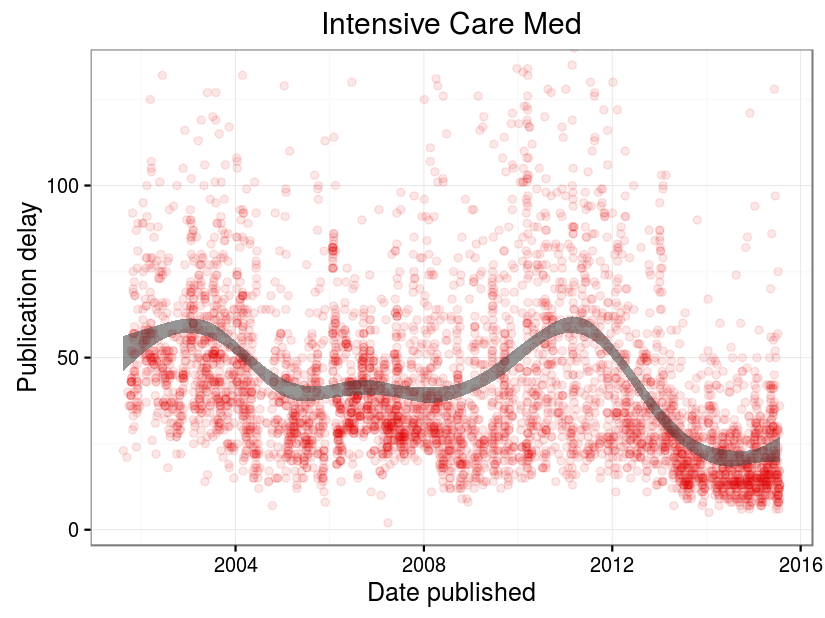 Intensive Care Med
Publication delay
100
50
0
2004 2008 2012 2016
Date published